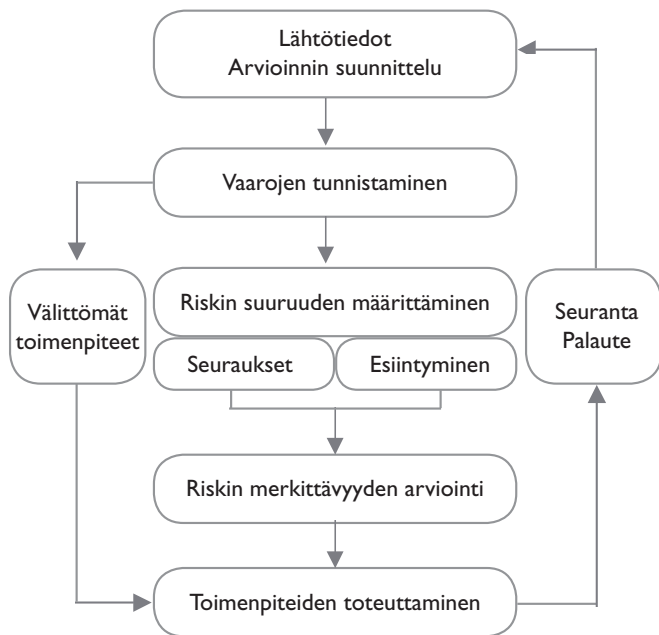 Lähtötiedot
Arvioinnin suunnittelu
Vaarojen tunnistaminen
Välittömät
toimenpiteet
Riskin suuruuden määrittäminen
Seuraukset
Esiintyminen
Seuranta
Palaute
Riskin merkittävyyden arviointi
Toimenpiteiden toteuttaminen